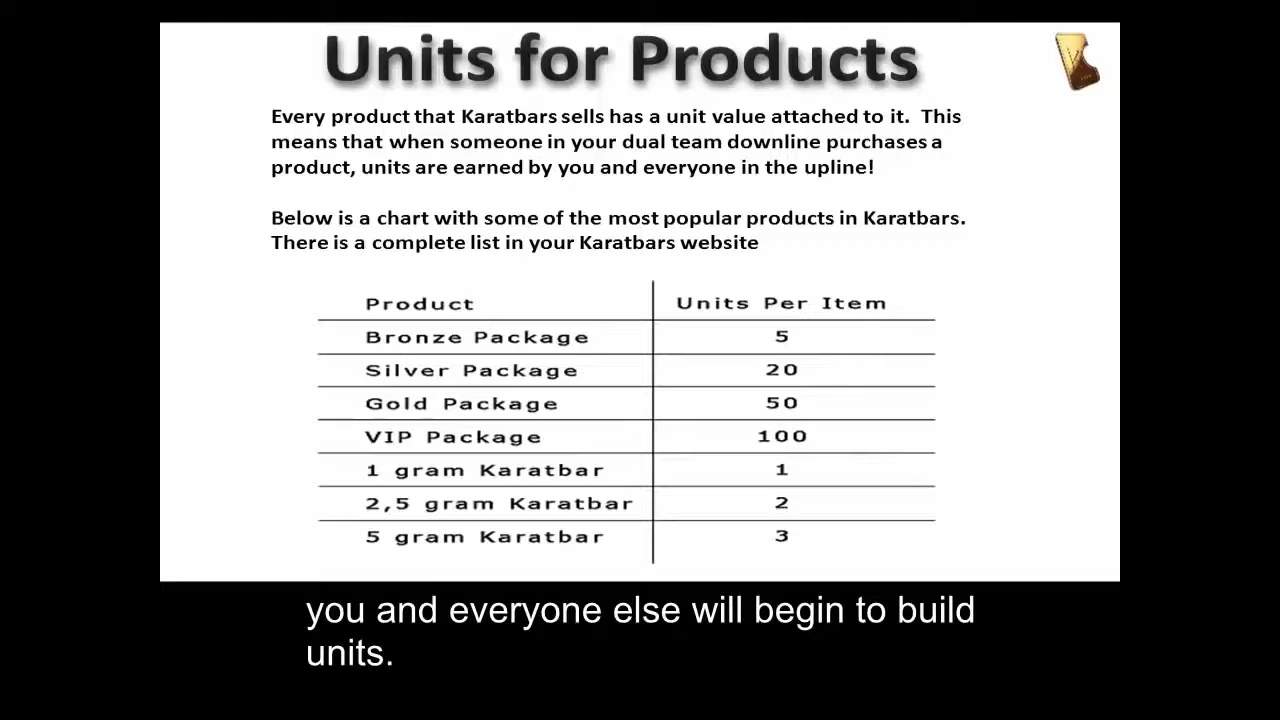 Units for Products
Every product that Karatbars sells has a unit value attached to it. This
means that when someone in your dual team downline purchases a
product, units are earned by you and everyone in the upline!
Below is a chart with some of the most popular products in Karatbars.
There is a complete list in your Karatbars website
Product Units Per Item
Bronze Package 5
Silver Package 20
Gold Package 50
VIP Package 100
1 gram Karatbar 1
2,5 gram Karatbar 2
5 gram Karatbar 3
you and everyone else will begin to build
units.